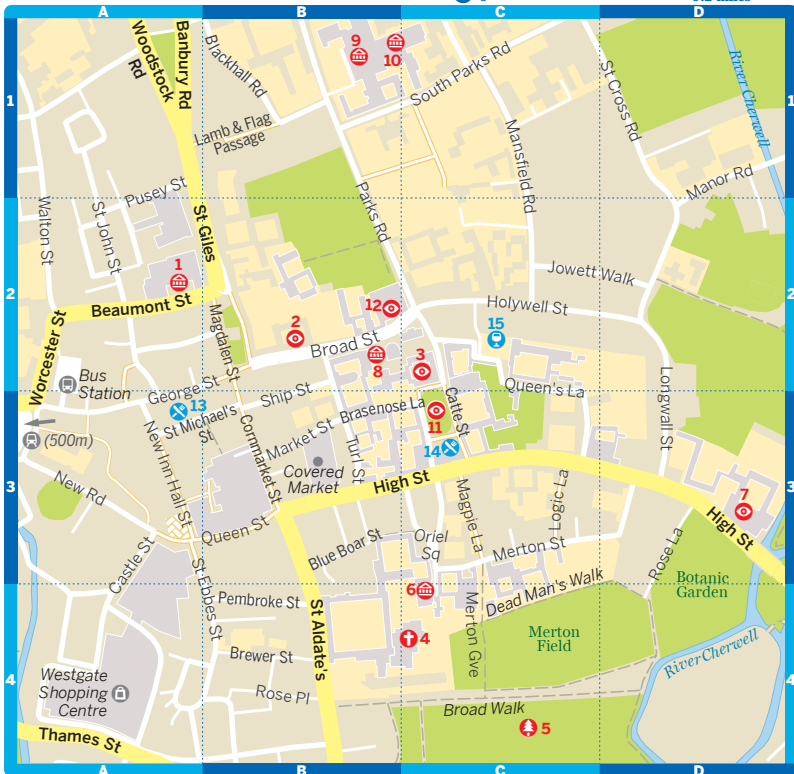 A
B
C
D
1
2
3
4
1
2
3
4
A
B
C
D
Woodstock
Rd
Banbury Rd
Blackhall Rd
9
10
South Parks Rd
St Cross Rd
River Cherwell
Lamb & Flag
Passage
Mansfield Rd
Manor Rd
Pusey St
Parks Rd
Walton St
St John St
St Giles
1
Beaumont St
Jowett Walk
Holywell St
12
2
15
Magdalen St
Broad St
8
3
Worcester St
Bus
Station
George St
13
Ship St
Queen's La
Longwall St
Catte St
St Michael's
St
Brasenose La
11
(500m)
Cornmarket St
Market St
Turl St
14
New Inn Hall St
Covered
Market
High St
New Rd
Magpie La
Logic La
7
High St
Queen St
Castle St
Blue Boar St
Oriel
Sq
Merton St
Rose La
St Ebbes St
6
Dead Man's Walk
Botanic
Garden
Pembroke St
St Aldate's
Merton Gve
4
Merton
Field
Brewer St
River Cherwell
Westgate
Shopping
Centre
Rose Pl
Broad Walk
5
Thames St